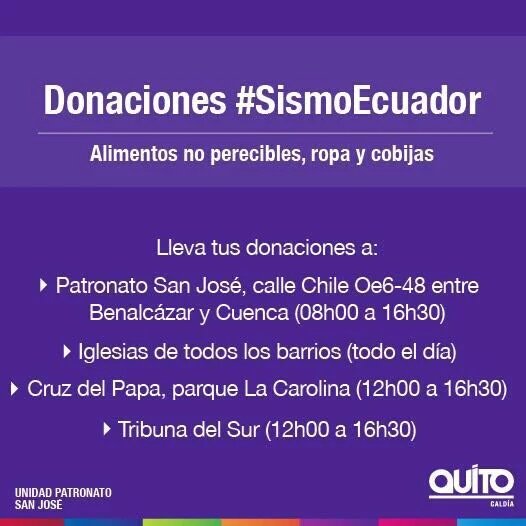 Donaciones #SismoEcuador
Alimentos no perecibles, ropa y cobijas
Lleva tus donaciones a:
Patronato San José, calle Chile Oe6-48 entre
Benalcázar y Cuenca (08h00 a 16h30)
Iglesias de todos los barrios (todo el día)
Cruz del Papa, parque La Carolina (12h00 a 16h30)
Tribuna del Sur (12h00 a 16h30)
UNIDAD PATRONATO
SAN JOSÉ
QUÍTO
CALDÍA